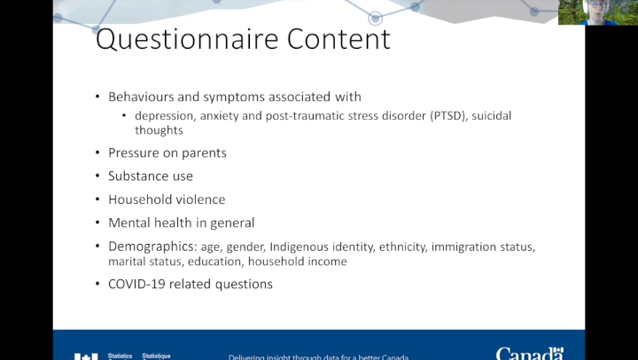 Questionnaire Content
• Behaviours and symptoms associated with
• depression, anxiety and post-traumatic stress disorder (PTSD), suicidal
thoughts
• Pressure on parents
• Substance use
• Household violence
• Mental health in general
• Demographics: age, gender, Indigenous identity, ethnicity, immigration status,
marital status, education, household income
• COVID-19 related questions
Statistics Statistique
Delivering insight through data for a better Canada
Canada